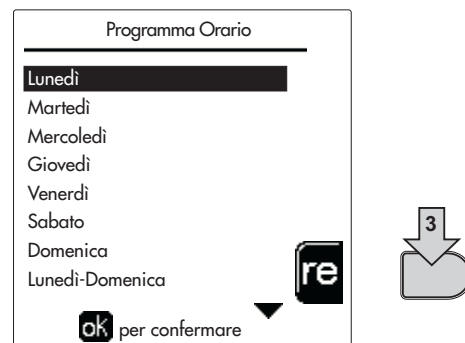 Programma Orario
Lunedì
Martedì
Mercoledì
Giovedì
Venerdì
Sabato
Domenica
Lunedì-Domenica
re
3
ok per confermare